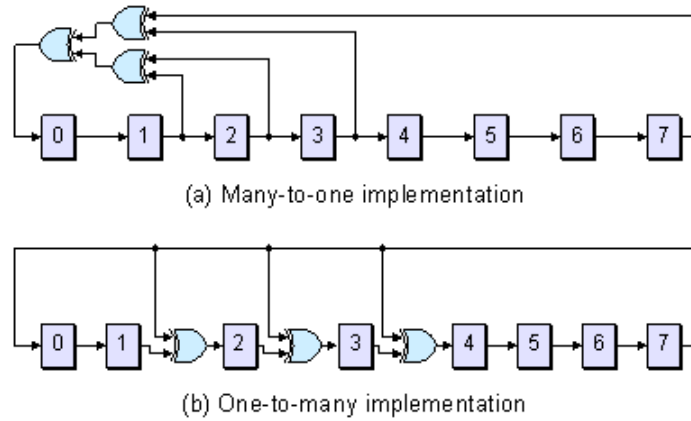 0 1 2 3 4 5 6 7
(a) Many-to-one implementation
0 1 2 3 4 5 6 7
(b) One-to-many implementation